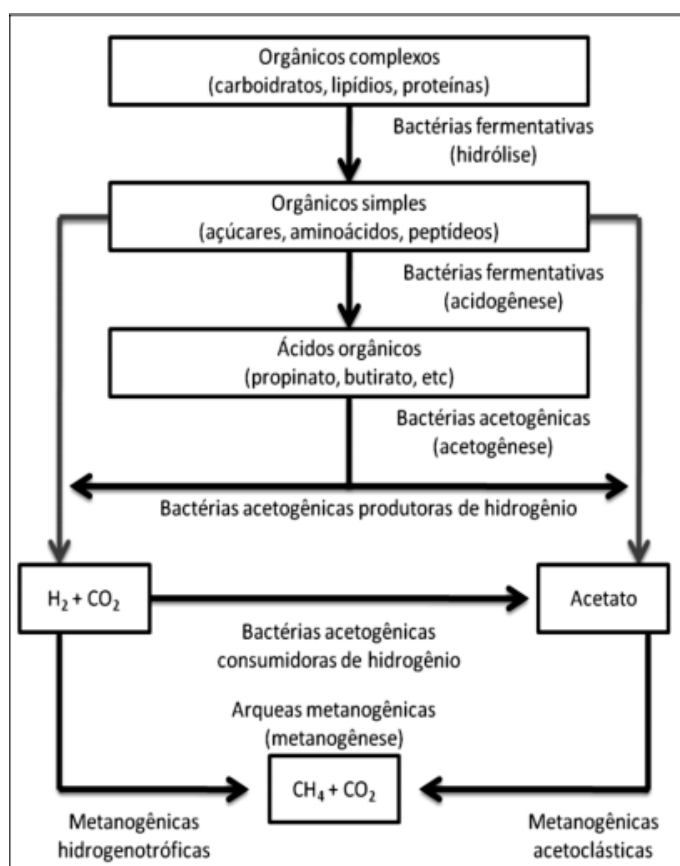 Orgânicos complexos
(carboidratos, lipídios, proteínas)
Bactérias fermentativas
(hidrólise)
Orgânicos simples
(açúcares, aminoácidos, peptídeos)
Bactérias fermentativas
(acidogênese)
Ácidos orgânicos
(propinato, butirato, etc)
Bactérias acetogênicas
(acetogênese)
Bactérias acetogênicas produtoras de hidrogênio
H₂ + CO₂
Acetato
Bactérias acetogênicas
consumidoras de hidrogênio
Arqueas metanogênicas
(metanogênese)
CH₄ + CO₂
Metanogênicas
hidrogenotróficas
Metanogênicas
acetoclásticas